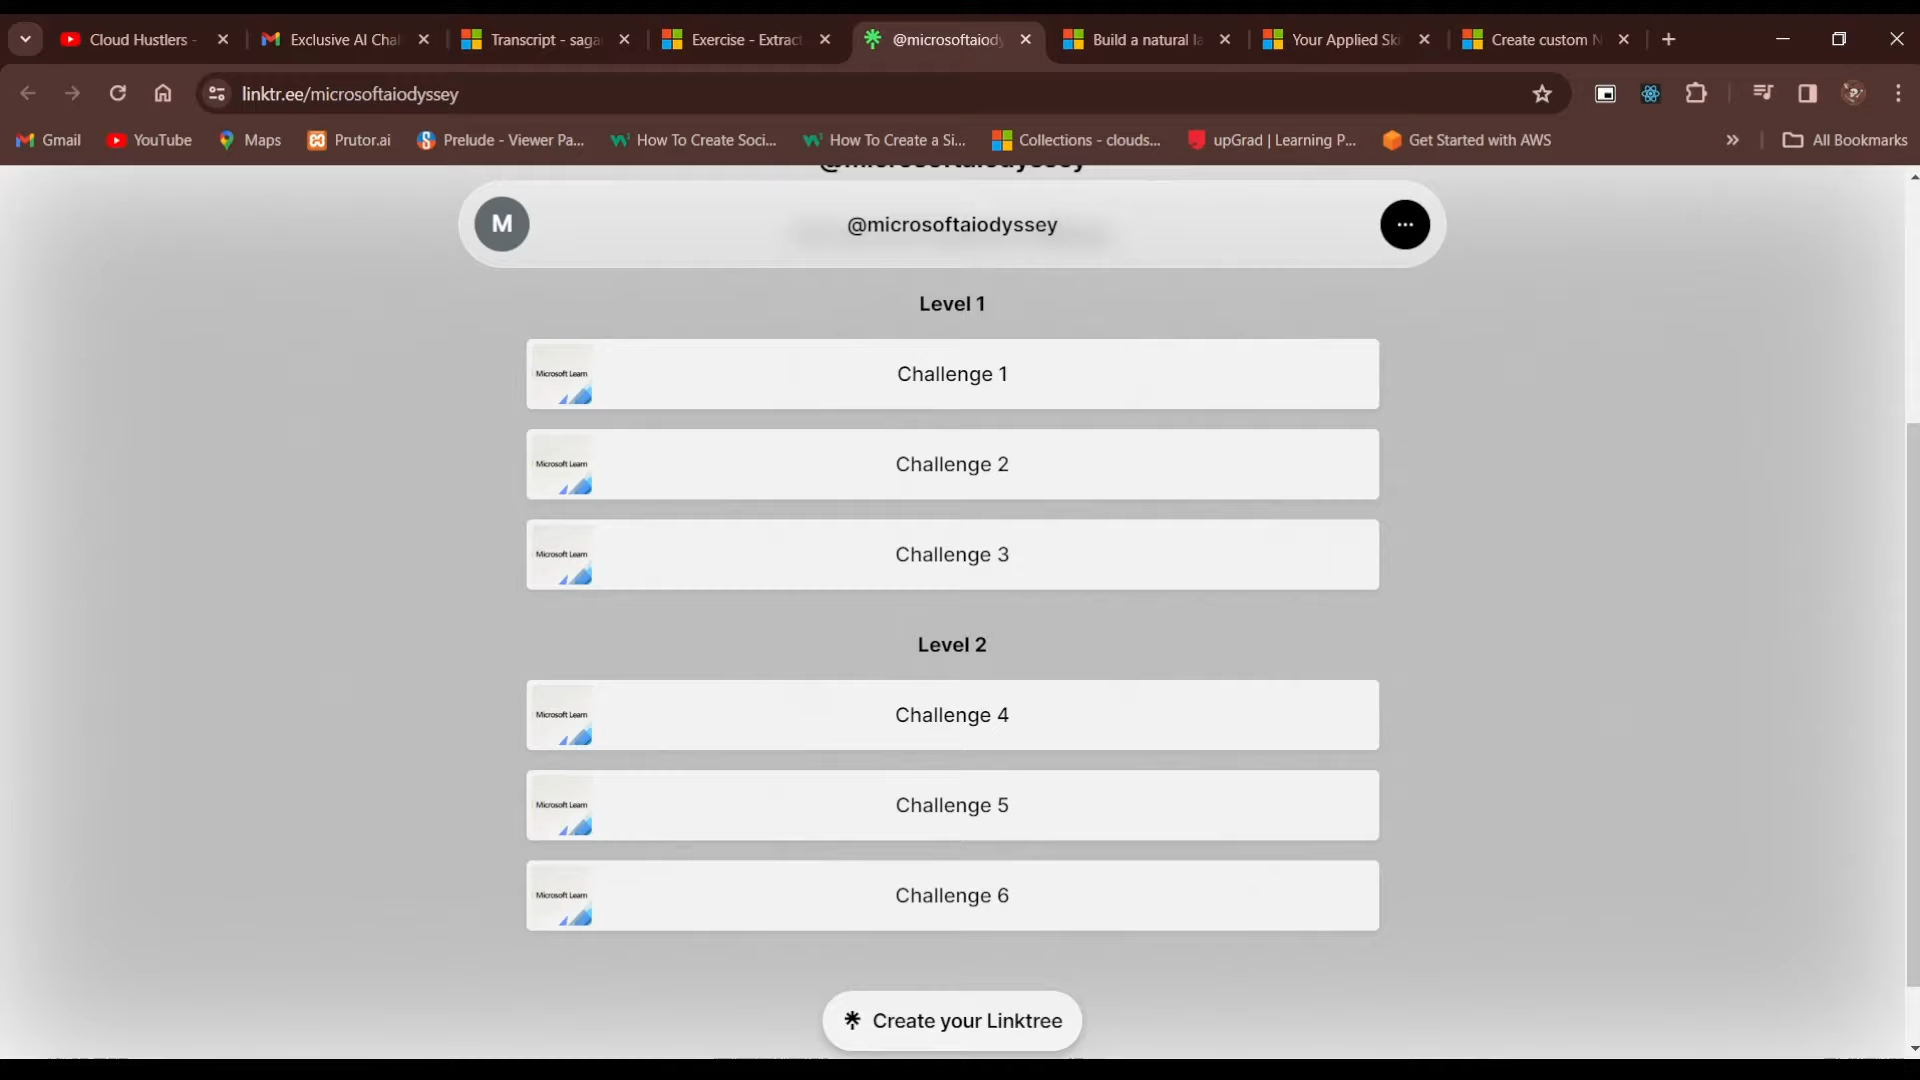 Cloud Hustlers -
Exclusive AI Chal
Transcript - saga
Exercise - Extract
@microsoftaiody
Build a natural la
Your Applied Ski
Create custom N
linktr.ee/microsoftaiodyssey
Gmail
YouTube
Maps
Prutor.ai
Prelude - Viewer Pa...
How To Create Soci...
How To Create a Si...
Collections - clouds...
upGrad | Learning P...
Get Started with AWS
All Bookmarks
@microsoftaiodyssey
M
@microsoftaiodyssey
Level 1
Microsoft Learn
Challenge 1
Microsoft Learn
Challenge 2
Microsoft Learn
Challenge 3
Level 2
Microsoft Learn
Challenge 4
Microsoft Learn
Challenge 5
Microsoft Learn
Challenge 6
Create your Linktree